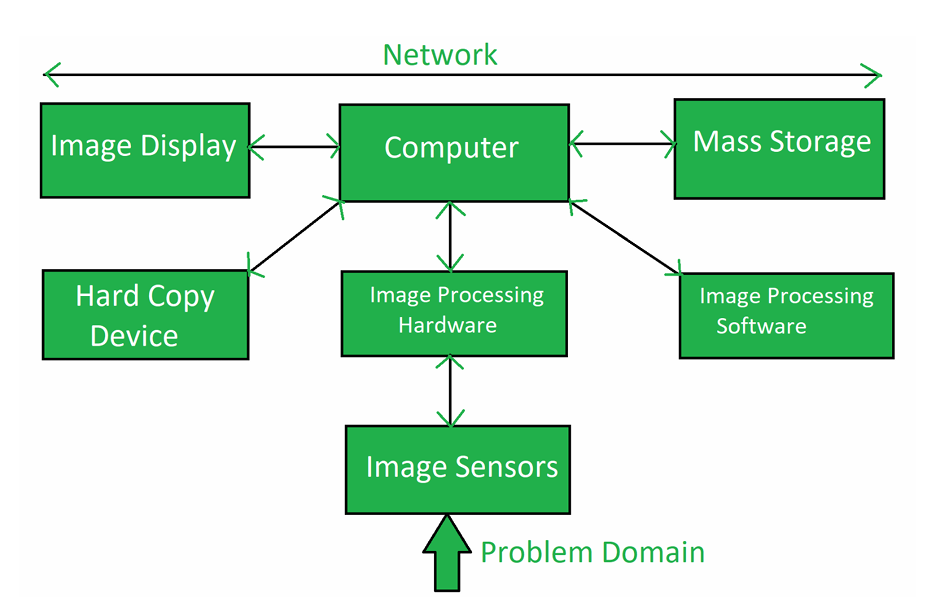 Network
Image Display
Computer
Mass Storage
Hard Copy
Device
Image Processing
Hardware
Image Processing
Software
Image Sensors
Problem Domain